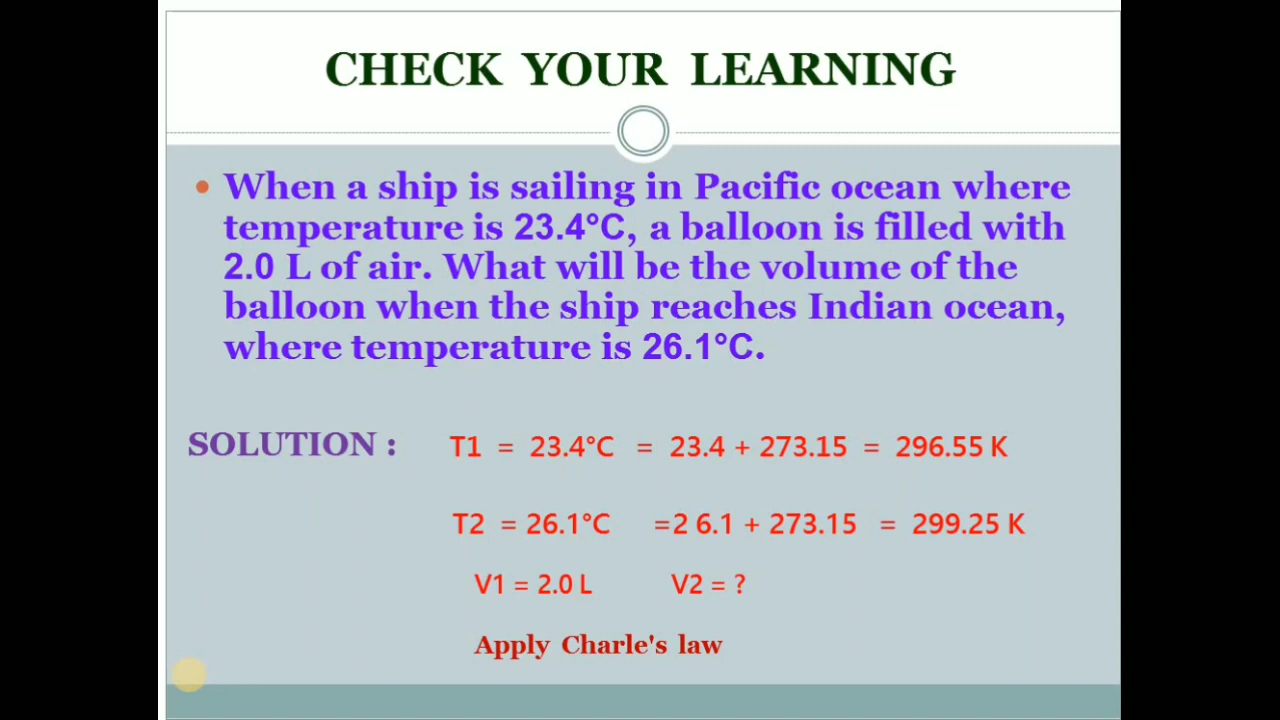 CHECK YOUR LEARNING
• When a ship is sailing in Pacific ocean where
temperature is 23.4°C, a balloon is filled with
2.0 L of air. What will be the volume of the
balloon when the ship reaches Indian ocean,
where temperature is 26.1°C.
SOLUTION : T1 = 23.4°C = 23.4 + 273.15 = 296.55 K
T2 = 26.1°C =2 6.1 + 273.15 = 299.25 K
V1 = 2.0 L V2 = ?
Apply Charle's law